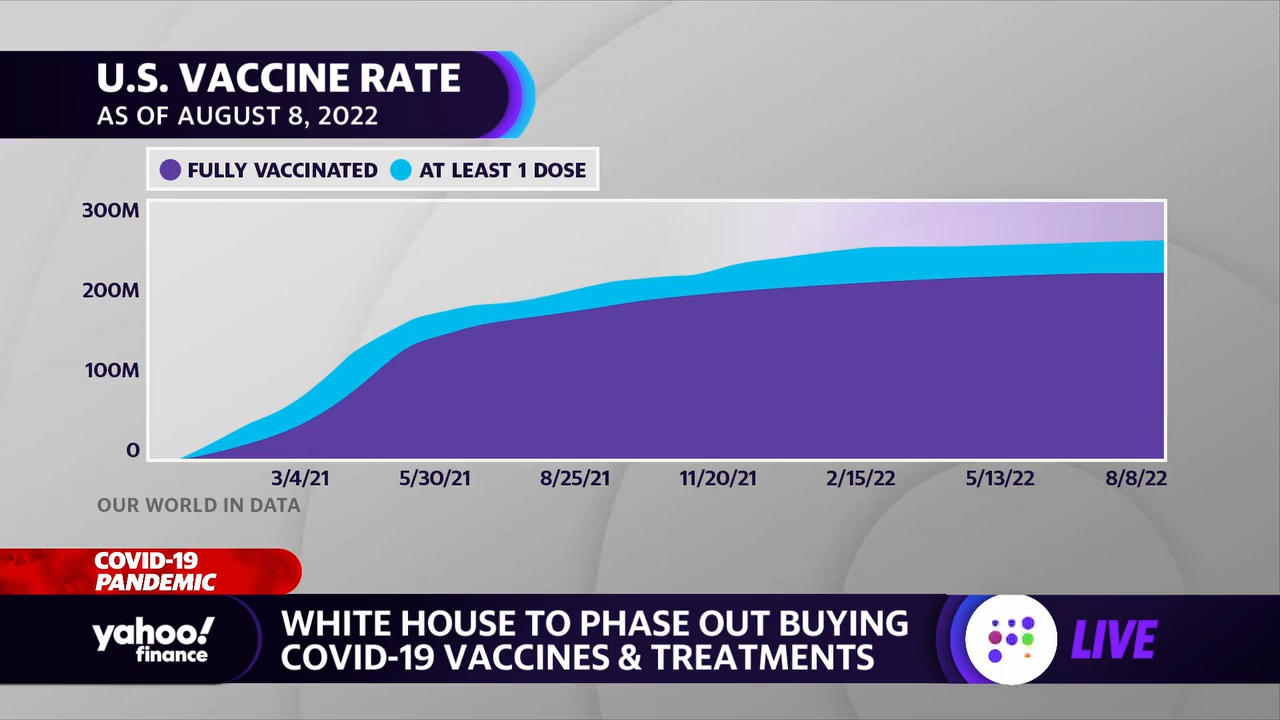 U.S. VACCINE RATE
AS OF AUGUST 8, 2022
FULLY VACCINATED AT LEAST 1 DOSE
300M
200M
100M
0
3/4/21 5/30/21 8/25/21 11/20/21 2/15/22 5/13/22 8/8/22
OUR WORLD IN DATA
COVID-19
PANDEMIC
yahoo!
finance
WHITE HOUSE TO PHASE OUT BUYING
COVID-19 VACCINES & TREATMENTS
LIVE